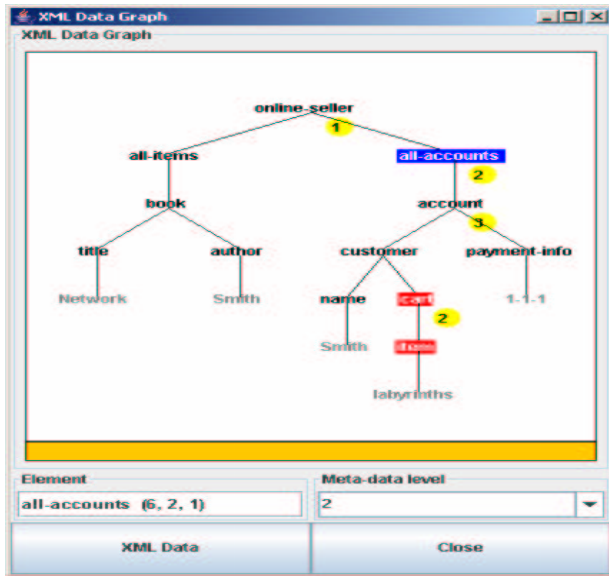 XML Data Graph
XML Data Graph
online-seller
1
all-items
all-accounts
2
book
account
3
title
author
customer
payment-info
Network
Smith
name
cart
1-1-1
2
Smith
item
labyrinths
Element
Meta-data level
all-accounts (6, 2, 1)
2
XML Data
Close